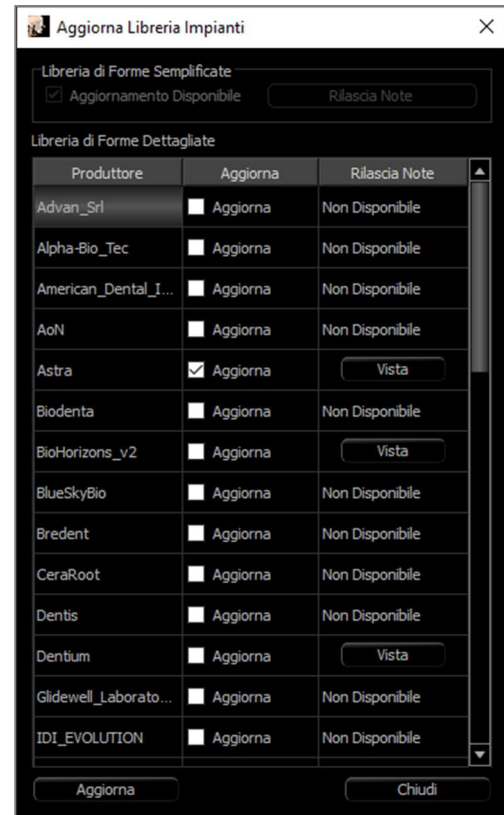 Aggiorna Libreria Impianti
Libreria di Forme Semplificate
Aggiornamento Disponibile Rilascia Note
Libreria di Forme Dettagliate
Produttore Aggiorna Rilascia Note
Advan_Srl Aggiorna Non Disponibile
Alpha-Bio_Tec Aggiorna Non Disponibile
American_Dental_I... Aggiorna Non Disponibile
AoN Aggiorna Non Disponibile
Astra Aggiorna Vista
Biodenta Aggiorna Non Disponibile
BioHorizons_v2 Aggiorna Vista
BlueSkyBio Aggiorna Non Disponibile
Bredent Aggiorna Non Disponibile
CeraRoot Aggiorna Non Disponibile
Dentis Aggiorna Non Disponibile
Dentium Aggiorna Vista
Glidewell_Laborato... Aggiorna Non Disponibile
IDI_EVOLUTION Aggiorna Non Disponibile
Aggiorna Chiudi